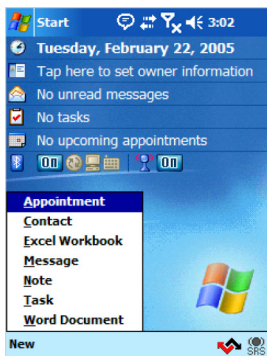 Start 3:02
Tuesday, February 22, 2005
Tap here to set owner information
No unread messages
No tasks
No upcoming appointments
On On
Appointment
Contact
Excel Workbook
Message
Note
Task
Word Document
New SRS